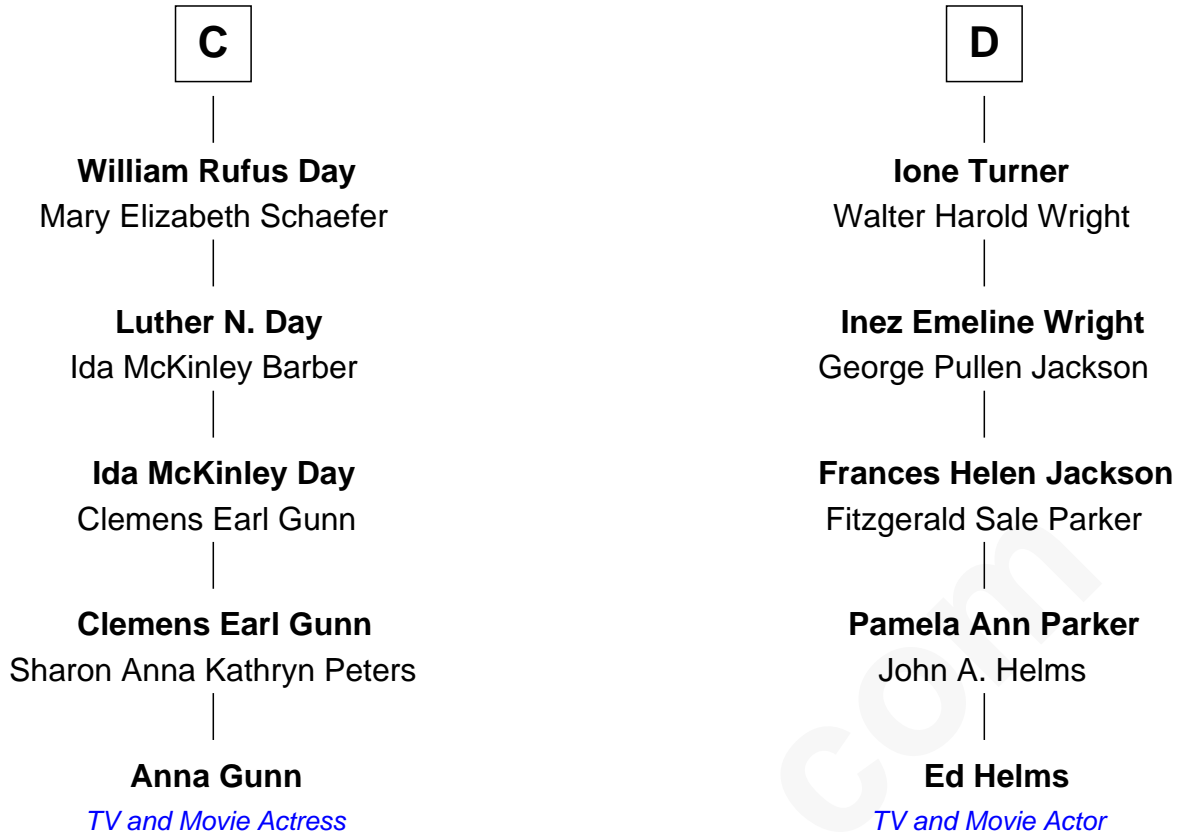 C
William Rufus Day
Mary Elizabeth Schaefer
Luther N. Day
Ida McKinley Barber
Ida McKinley Day
Clemens Earl Gunn
Clemens Earl Gunn
Sharon Anna Kathryn Peters
Anna Gunn
TV and Movie Actress
D
Ione Turner
Walter Harold Wright
Inez Emeline Wright
George Pullen Jackson
Frances Helen Jackson
Fitzgerald Sale Parker
Pamela Ann Parker
John A. Helms
Ed Helms
TV and Movie Actor
com